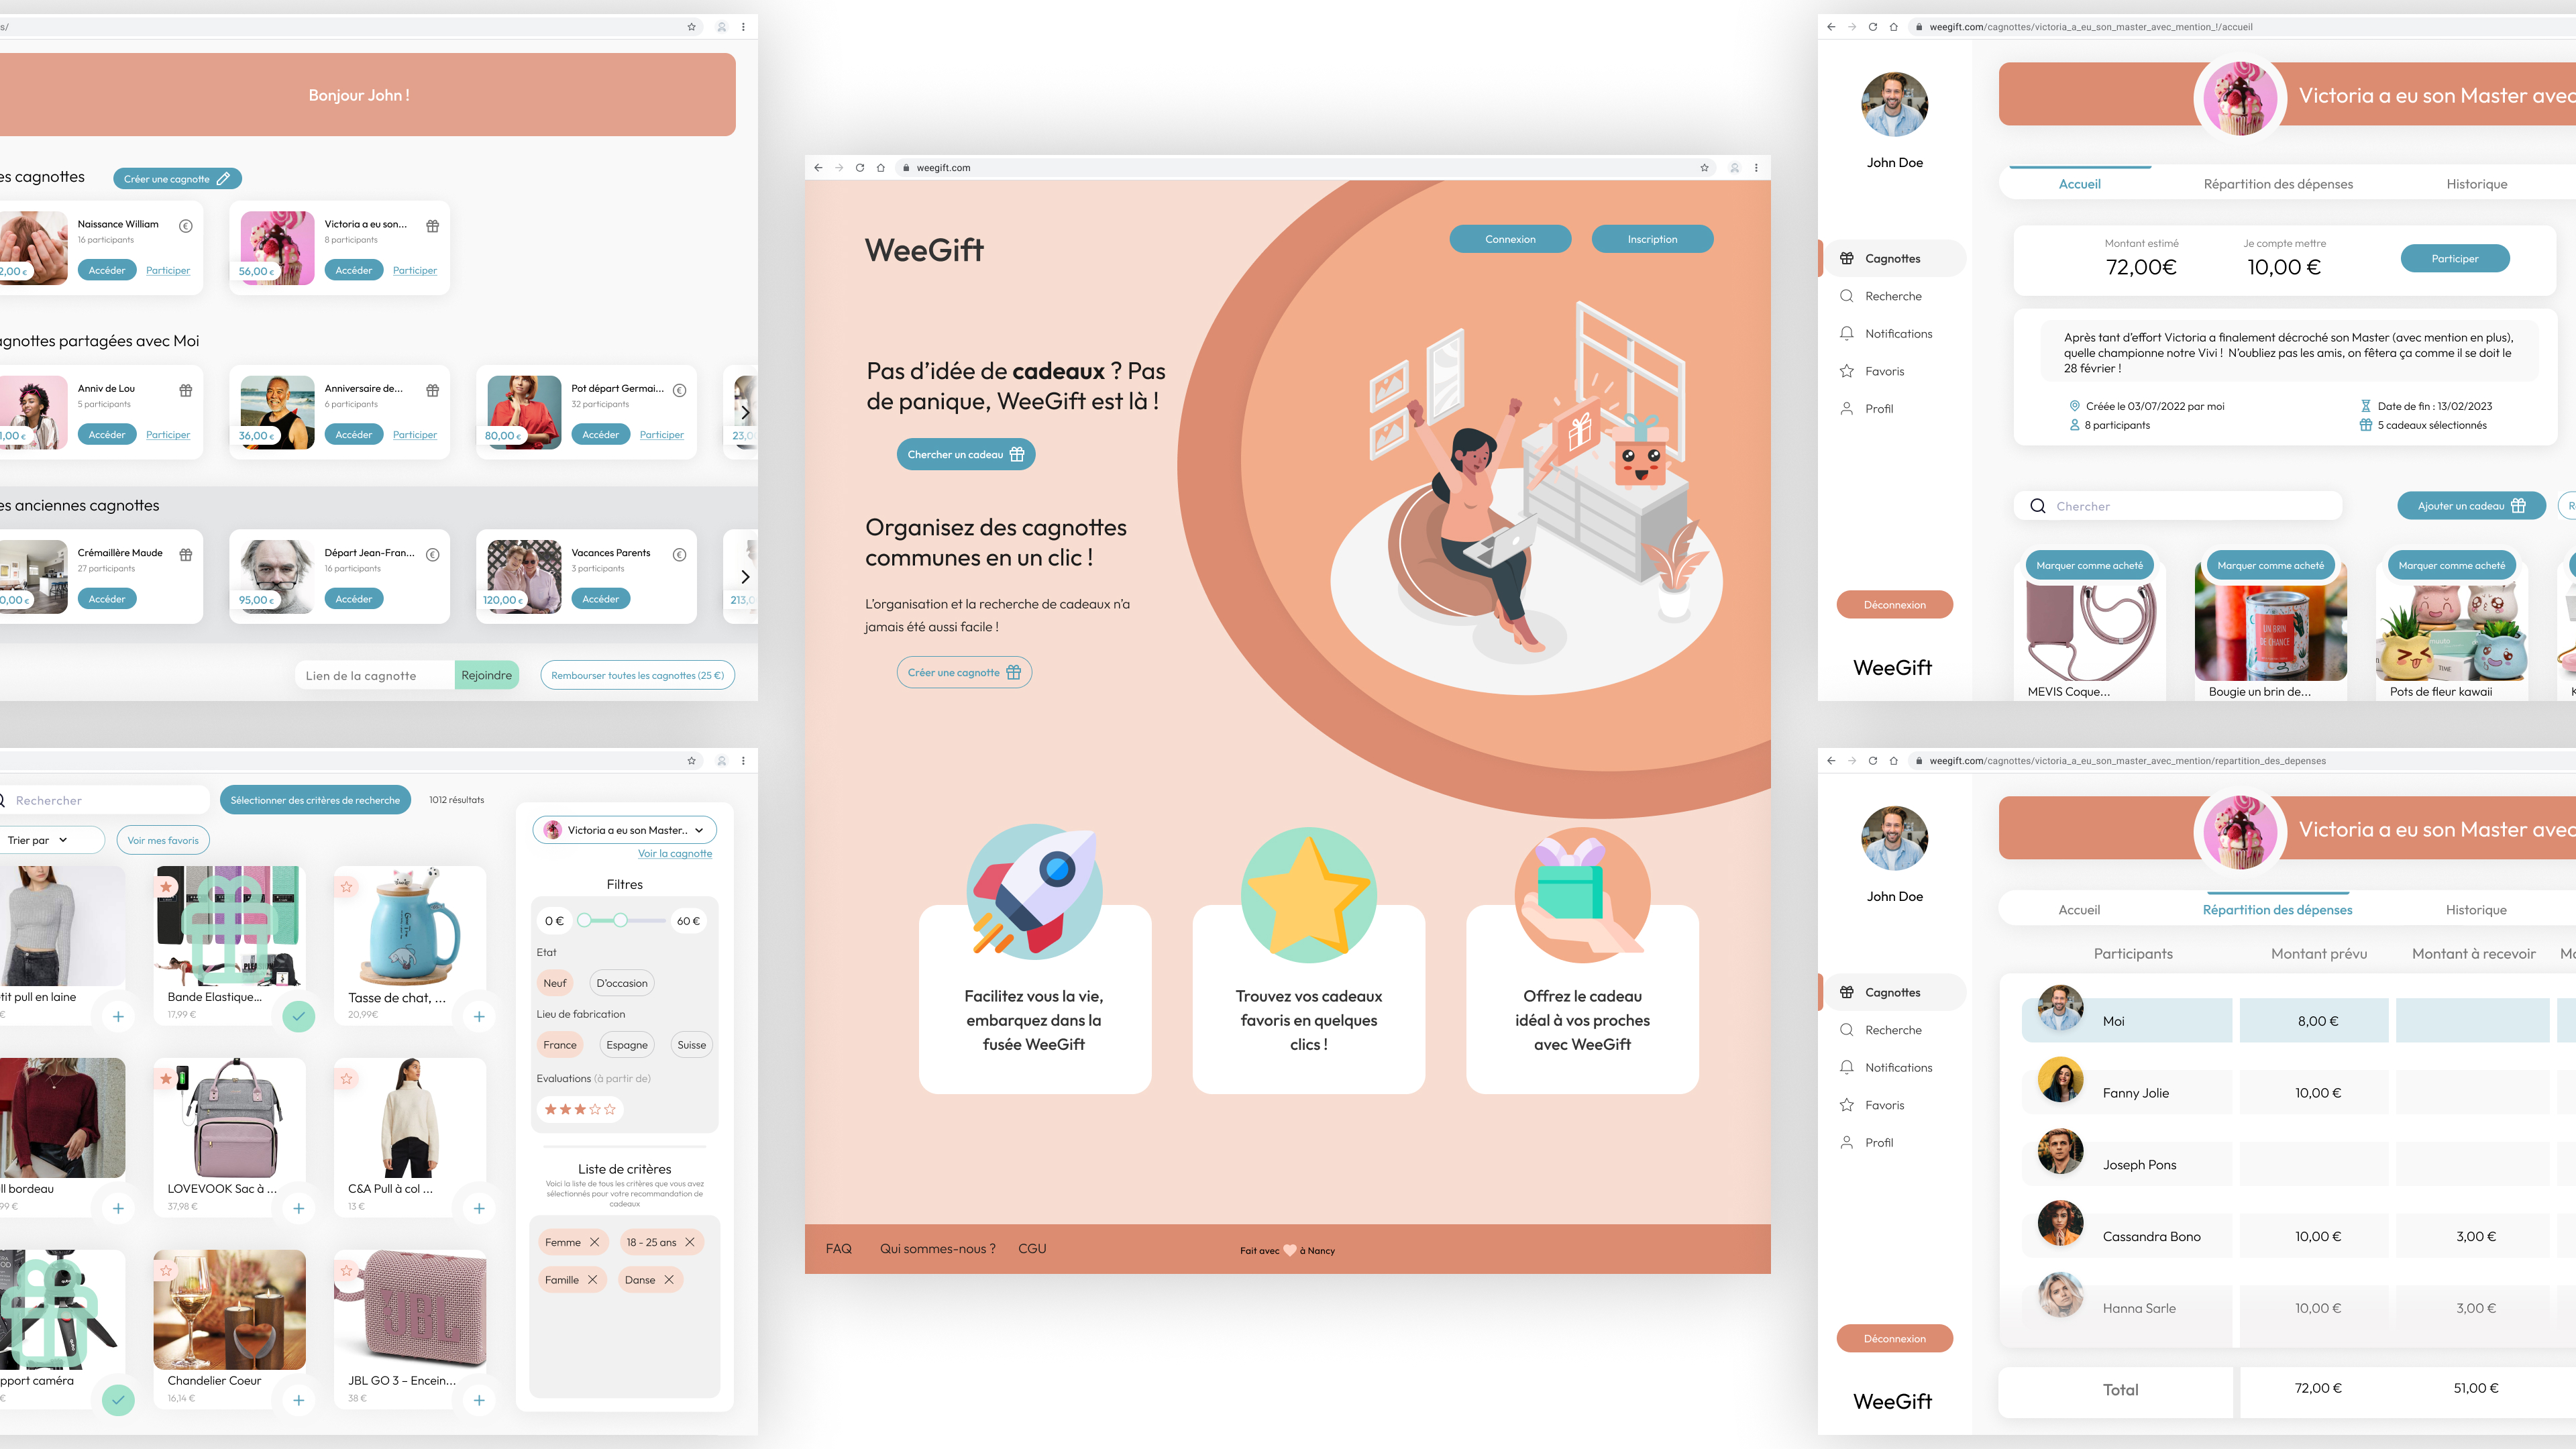 s/
Bonjour John !
es cagnottes
Créer une cagnotte
Naissance William
16 participants
2,00 €
Accéder
Participer
Victoria a eu son...
8 participants
56,00 €
Accéder
Participer
agnottes partagées avec Moi
Anniv de Lou
5 participants
1,00 €
Accéder
Participer
Anniversaire de...
6 participants
36,00 €
Accéder
Participer
Pot départ Germai...
32 participants
80,00 €
Accéder
Participer
23,0
es anciennes cagnottes
Crémaillère Maude
27 participants
0,00 €
Accéder
Départ Jean-Fran...
16 participants
95,00 €
Accéder
Vacances Parents
3 participants
120,00 €
Accéder
213,0
Lien de la cagnotte
Rejoindre
Rembourser toutes les cagnottes (25 €)
Rechercher
Sélectionner des critères de recherche
1012 résultats
Trier par
Voir mes favoris
tit pull en laine
€
Bande Elastique...
17,99 €
Tasse de chat, ...
20,99€
ll bordeau
99 €
LOVEVOOK Sac à ...
37,98 €
C&A Pull à col ...
13 €
pport caméra
€
Chandelier Coeur
16,14 €
JBL
JBL GO 3 – Encein...
38 €
Victoria a eu son Master..
Voir la cagnotte
Filtres
0 €
60 €
Etat
Neuf
D'occasion
Lieu de fabrication
France
Espagne
Suisse
Evaluations (à partir de)
Liste de critères
Voici la liste de tous les critères que vous avez
sélectionnés pour votre recommandation de
cadeaux
Femme
18 - 25 ans
Famille
Danse
weegift.com
WeeGift
Connexion
Inscription
Pas d'idée de cadeaux ? Pas
de panique, WeeGift est là !
Chercher un cadeau
Organisez des cagnottes
communes en un clic !
L'organisation et la recherche de cadeaux n'a
jamais été aussi facile !
Créer une cagnotte
Facilitez vous la vie,
embarquez dans la
fusée WeeGift
Trouvez vos cadeaux
favoris en quelques
clics !
Offrez le cadeau
idéal à vos proches
avec WeeGift
FAQ
Qui sommes-nous ?
CGU
Fait avec à Nancy
weegift.com/cagnottes/victoria_a_eu_son_master_avec_mention_!/accueil
John Doe
Cagnottes
Recherche
Notifications
Favoris
Profil
Déconnexion
WeeGift
Victoria a eu son Master avec
Accueil
Répartition des dépenses
Historique
Montant estimé
72,00€
Je compte mettre
10,00 €
Participer
Après tant d'effort Victoria a finalement décroché son Master (avec mention en plus),
quelle championne notre Vivi ! N'oubliez pas les amis, on fêtera ça comme il se doit le
28 février !
Créée le 03/07/2022 par moi
Date de fin : 13/02/2023
8 participants
5 cadeaux sélectionnés
Chercher
Ajouter un cadeau
R
Marquer comme acheté
MEVIS Coque...
Marquer comme acheté
UN BRIN
DE CHANCE
Bougie un brin de...
Marquer comme acheté
TIME
Pots de fleur kawaii
K
weegift.com/cagnottes/victoria_a_eu_son_master_avec_mention/repartition_des_depenses
John Doe
Cagnottes
Recherche
Notifications
Favoris
Profil
Déconnexion
WeeGift
Victoria a eu son Master avec
Accueil
Répartition des dépenses
Historique
Participants
Montant prévu
Montant à recevoir
Mo
Moi
8,00 €
Fanny Jolie
10,00 €
Joseph Pons
Cassandra Bono
10,00 €
3,00 €
Hanna Sarle
10,00 €
3,00 €
Total
72,00 €
51,00 €